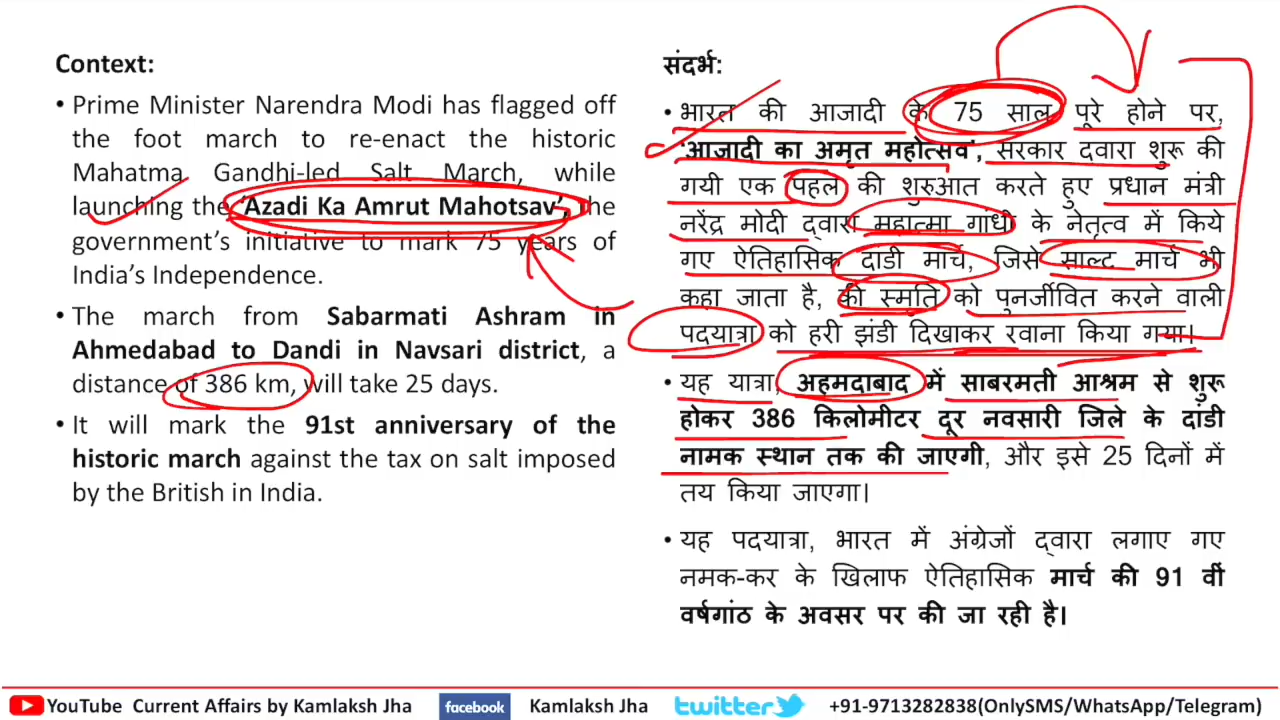 Context:
• Prime Minister Narendra Modi has flagged off
the foot march to re-enact the historic
Mahatma Gandhi-led Salt March, while
launching the 'Azadi Ka Amrut Mahotsav', the
government's initiative to mark 75 years of
India's Independence.
• The march from Sabarmati Ashram in
Ahmedabad to Dandi in Navsari district, a
distance of 386 km, will take 25 days.
• It will mark the 91st anniversary of the
historic march against the tax on salt imposed
by the British in India.
संदर्भ:
• भारत की आजादी के 75 साल पूरे होने पर,
'आजादी का अमृत महोत्सव', सरकार दवारा शुरू की
गयी एक पहल की शुरुआत करते हुए प्रधान मंत्री
नरेंद्र मोदी द्वारा महात्मा गांधी के नेतृत्व में किये
गए ऐतिहासिक दांडी मार्च, जिसे साल्ट मार्च भी
कहा जाता है, की स्मृति को पुनर्जीवित करने वाली
पदयात्रा को हरी झंडी दिखाकर रवाना किया गया।
• यह यात्रा, अहमदाबाद में साबरमती आश्रम से शुरू
होकर 386 किलोमीटर दूर नवसारी जिले के दांडी
नामक स्थान तक की जाएगी, और इसे 25 दिनों में
तय किया जाएगा।
• यह पदयात्रा, भारत में अंग्रेजों द्वारा लगाए गए
नमक-कर के खिलाफ ऐतिहासिक मार्च की 91 वीं
वर्षगांठ के अवसर पर की जा रही है।
YouTube Current Affairs by Kamlaksh Jha facebook Kamlaksh Jha twitter +91-9713282838(OnlySMS/WhatsApp/Telegram)